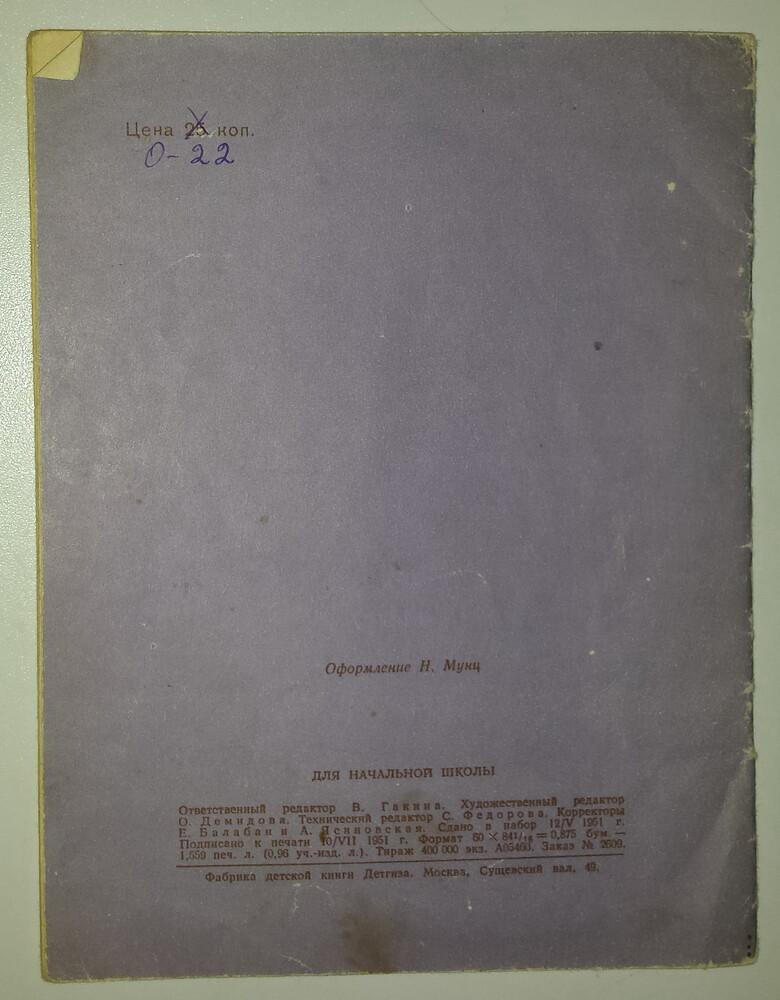 Цена 25 коп.
0-22
Оформление Н. Мунц
ДЛЯ НАЧАЛЬНОЙ ШКОЛЫ
Ответственный редактор В. Гакина. Художественный редактор
О. Демидова. Технический редактор С. Федорова. Корректоры
Е. Балабан и А. Ясиновская. Сдано в набор 12/V 1951 г.
Подписано к печати 10/VII 1951 г. Формат 60 × 84 1/16 = 0,875 бум. —
1,659 печ. л. (0,96 уч.-изд. л.). Тираж 400 000 экз. А05460. Заказ № 2609.
Фабрика детской книги Детгиза. Москва, Сущевский вал, 49.